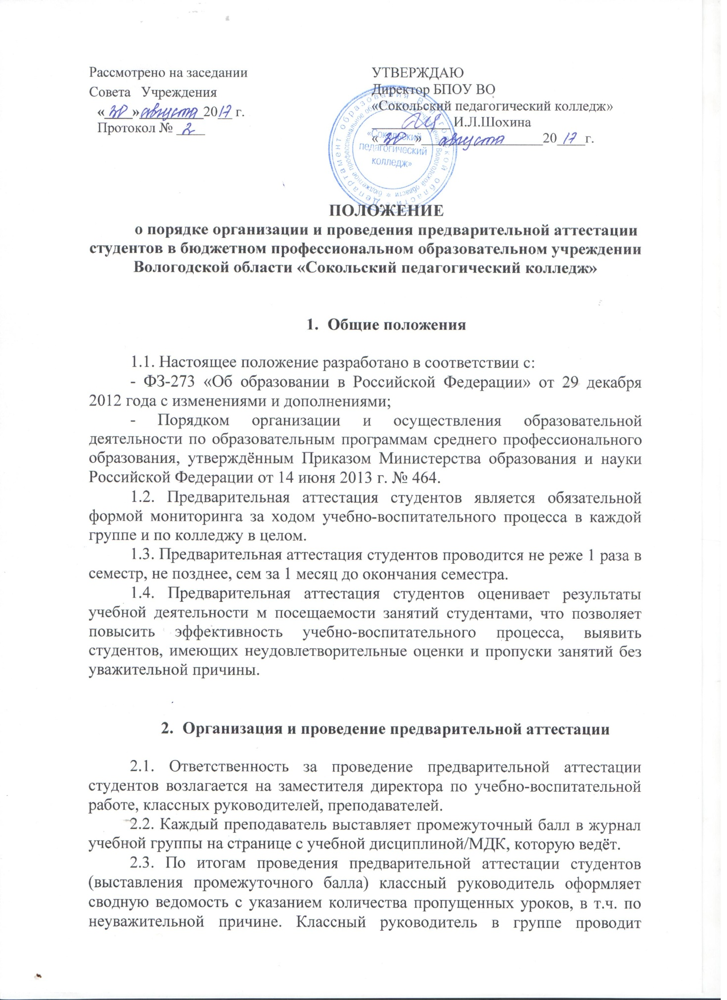 Рассмотрено на заседании
Совета Учреждения
«30» августа 2017 г.
Протокол № 2
УТВЕРЖДАЮ
Директор БПОУ ВО
«Сокольский педагогический колледж»
И.Л.Шохина
«30» августа 2017 г.
Департамент образования Вологодской области
бюджетное профессиональное образовательное учреждение Вологодской области
«Сокольский
педагогический
колледж»
ПОЛОЖЕНИЕ
о порядке организации и проведения предварительной аттестации
студентов в бюджетном профессиональном образовательном учреждении
Вологодской области «Сокольский педагогический колледж»
1. Общие положения
1.1. Настоящее положение разработано в соответствии с:
- ФЗ-273 «Об образовании в Российской Федерации» от 29 декабря
2012 года с изменениями и дополнениями;
- Порядком организации и осуществления образовательной
деятельности по образовательным программам среднего профессионального
образования, утверждённым Приказом Министерства образования и науки
Российской Федерации от 14 июня 2013 г. № 464.
1.2. Предварительная аттестация студентов является обязательной
формой мониторинга за ходом учебно-воспитательного процесса в каждой
группе и по колледжу в целом.
1.3. Предварительная аттестация студентов проводится не реже 1 раза в
семестр, не позднее, сем за 1 месяц до окончания семестра.
1.4. Предварительная аттестация студентов оценивает результаты
учебной деятельности м посещаемости занятий студентами, что позволяет
повысить эффективность учебно-воспитательного процесса, выявить
студентов, имеющих неудовлетворительные оценки и пропуски занятий без
уважительной причины.
2. Организация и проведение предварительной аттестации
2.1. Ответственность за проведение предварительной аттестации
студентов возлагается на заместителя директора по учебно-воспитательной
работе, классных руководителей, преподавателей.
2.2. Каждый преподаватель выставляет промежуточный балл в журнал
учебной группы на странице с учебной дисциплиной/МДК, которую ведёт.
2.3. По итогам проведения предварительной аттестации студентов
(выставления промежуточного балла) классный руководитель оформляет
сводную ведомость с указанием количества пропущенных уроков, в т.ч. по
неуважительной причине. Классный руководитель в группе проводит